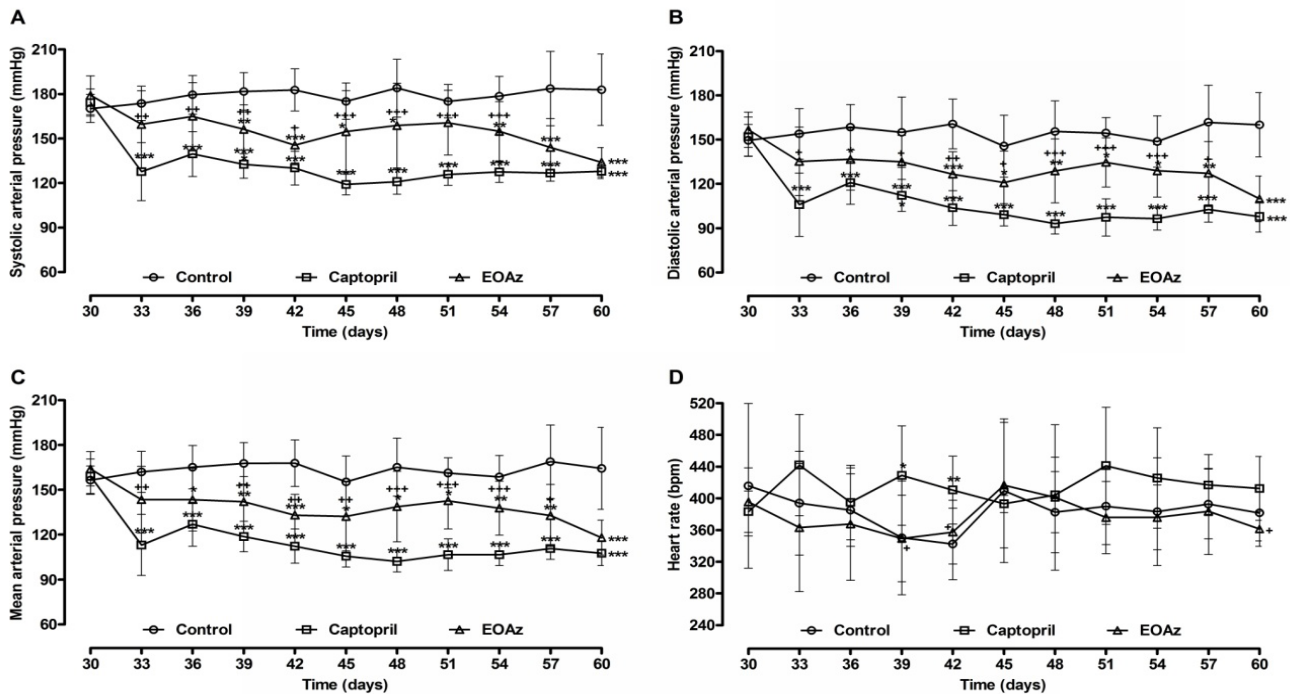 A
Systolic arterial pressure (mmHg)
210
180
150
120
90
60
Control
Captopril
EOAz
30 33 36 39 42 45 48 51 54 57 60
Time (days)
B
Diastolic arterial pressure (mmHg)
210
180
150
120
90
60
Control
Captopril
EOAz
30 33 36 39 42 45 48 51 54 57 60
Time (days)
C
Mean arterial pressure (mmHg)
210
180
150
120
90
60
Control
Captopril
EOAz
30 33 36 39 42 45 48 51 54 57 60
Time (days)
D
Heart rate (bpm)
520
480
440
400
360
320
280
240
Control
Captopril
EOAz
30 33 36 39 42 45 48 51 54 57 60
Time (days)